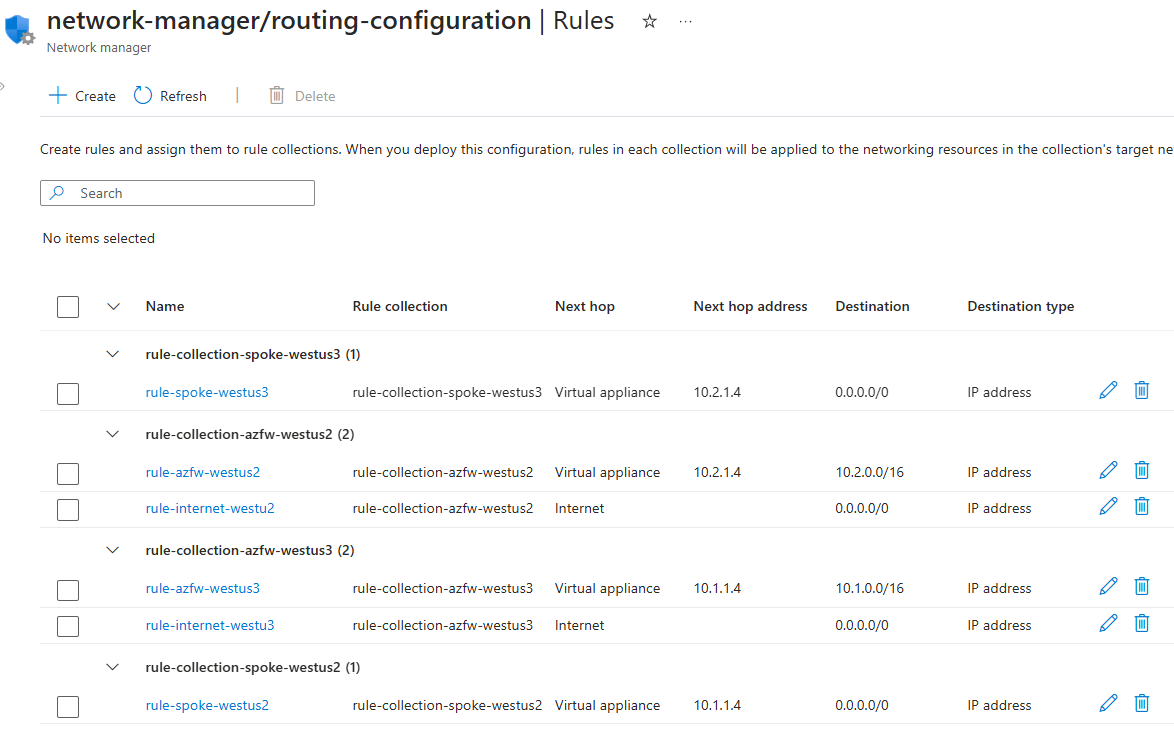 network-manager/routing-configuration | Rules ☆ ...
Network manager
Create Refresh | Delete
Create rules and assign them to rule collections. When you deploy this configuration, rules in each collection will be applied to the networking resources in the collection's target ne
Search
No items selected
Name Rule collection Next hop Next hop address Destination Destination type
rule-collection-spoke-westus3 (1)
rule-spoke-westus3 rule-collection-spoke-westus3 Virtual appliance 10.2.1.4 0.0.0.0/0 IP address
rule-collection-azfw-westus2 (2)
rule-azfw-westus2 rule-collection-azfw-westus2 Virtual appliance 10.2.1.4 10.2.0.0/16 IP address
rule-internet-westu2 rule-collection-azfw-westus2 Internet 0.0.0.0/0 IP address
rule-collection-azfw-westus3 (2)
rule-azfw-westus3 rule-collection-azfw-westus3 Virtual appliance 10.1.1.4 10.1.0.0/16 IP address
rule-internet-westu3 rule-collection-azfw-westus3 Internet 0.0.0.0/0 IP address
rule-collection-spoke-westus2 (1)
rule-spoke-westus2 rule-collection-spoke-westus2 Virtual appliance 10.1.1.4 0.0.0.0/0 IP address